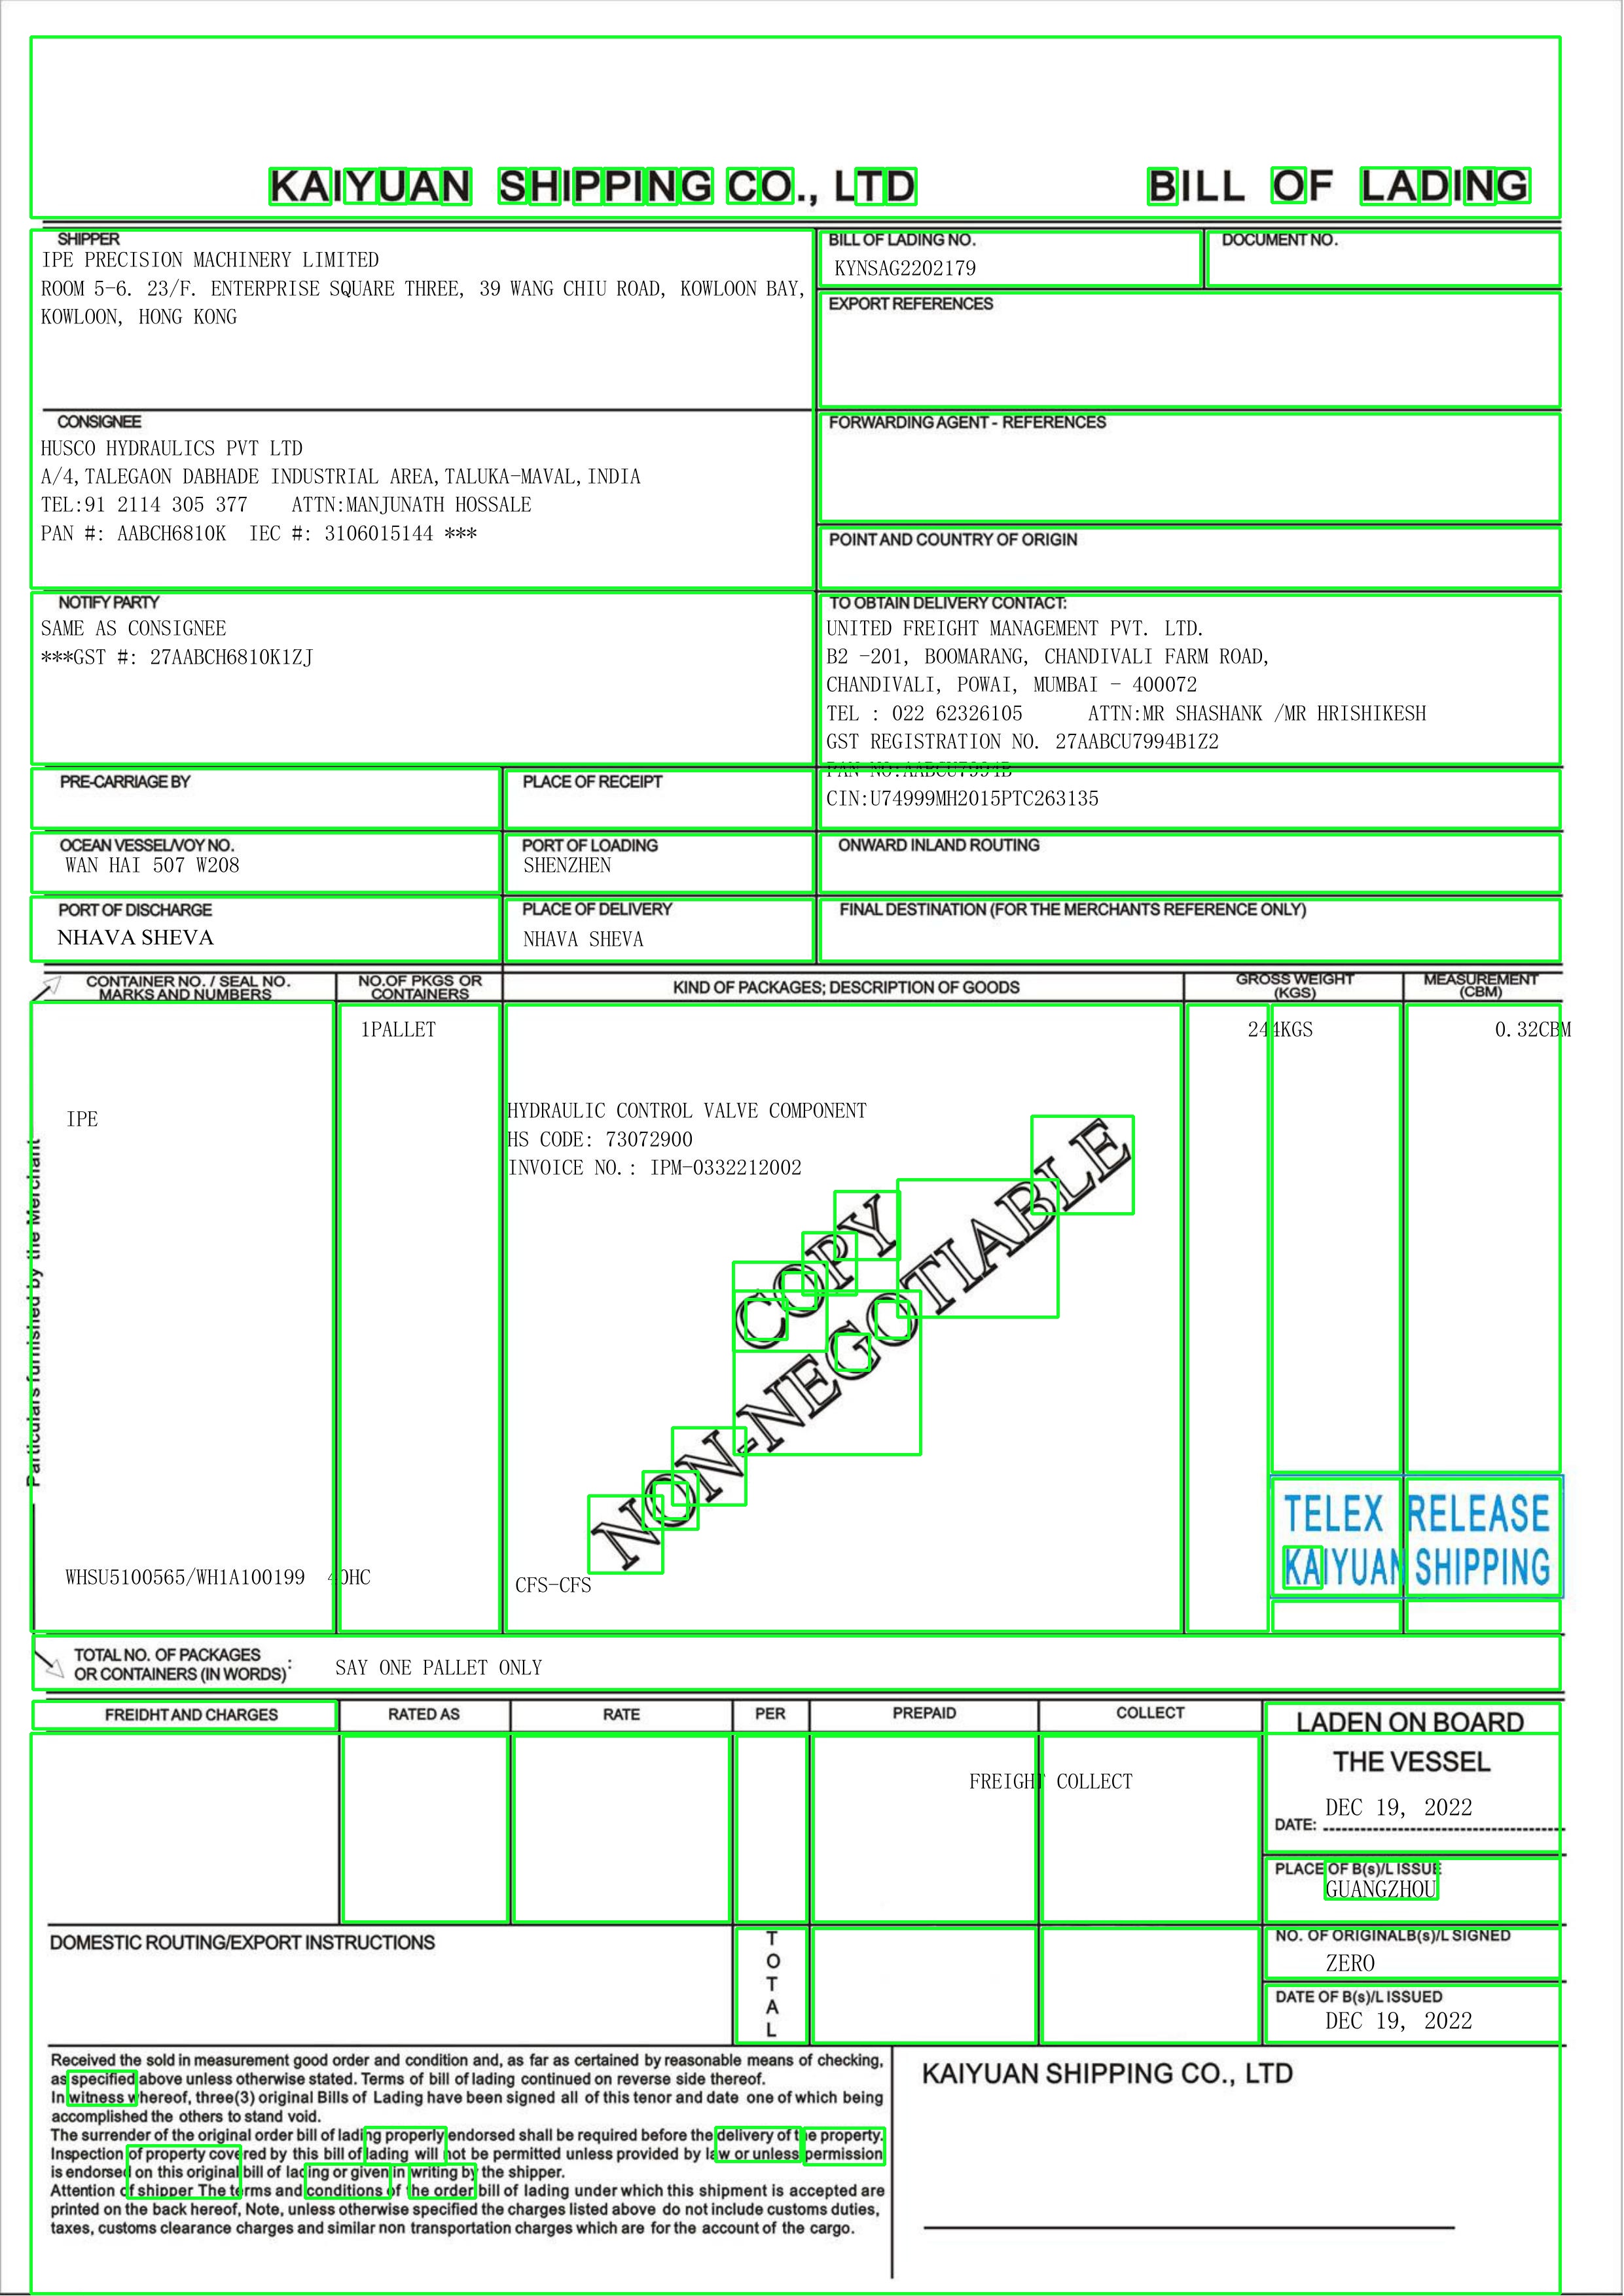 KAIYUAN SHIPPING CO., LTD BILL OF LADING
SHIPPER
IPE PRECISION MACHINERY LIMITED
ROOM 5-6. 23/F. ENTERPRISE SQUARE THREE, 39 WANG CHIU ROAD, KOWLOON BAY,
KOWLOON, HONG KONG
BILL OF LADING NO.
KYNSAG2202179
DOCUMENT NO.
EXPORT REFERENCES
CONSIGNEE
HUSCO HYDRAULICS PVT LTD
A/4,TALEGAON DABHADE INDUSTRIAL AREA,TALUKA-MAVAL,INDIA
TEL:91 2114 305 377 ATTN:MANJUNATH HOSSALE
PAN #: AABCH6810K IEC #: 3106015144 ***
FORWARDING AGENT - REFERENCES
POINT AND COUNTRY OF ORIGIN
NOTIFY PARTY
SAME AS CONSIGNEE
***GST #: 27AABCH6810K1ZJ
TO OBTAIN DELIVERY CONTACT:
UNITED FREIGHT MANAGEMENT PVT. LTD.
B2 -201, BOOMARANG, CHANDIVALI FARM ROAD,
CHANDIVALI, POWAI, MUMBAI - 400072
TEL : 022 62326105 ATTN:MR SHASHANK /MR HRISHIKESH
GST REGISTRATION NO. 27AABCU7994B1Z2
PAN NO:AABCU7994B
CIN:U74999MH2015PTC263135
PRE-CARRIAGE BY
PLACE OF RECEIPT
OCEAN VESSEL/VOY NO.
WAN HAI 507 W208
PORT OF LOADING
SHENZHEN
ONWARD INLAND ROUTING
PORT OF DISCHARGE
NHAVA SHEVA
PLACE OF DELIVERY
NHAVA SHEVA
FINAL DESTINATION (FOR THE MERCHANTS REFERENCE ONLY)
CONTAINER NO. / SEAL NO.
MARKS AND NUMBERS
NO.OF PKGS OR
CONTAINERS
KIND OF PACKAGES; DESCRIPTION OF GOODS
GROSS WEIGHT
(KGS)
MEASUREMENT
(CBM)
1PALLET
244KGS
0.32CBM
IPE
HYDRAULIC CONTROL VALVE COMPONENT
HS CODE: 73072900
INVOICE NO.: IPM-0332212002
COPY
NON-NEGOTIABLE
Particulars furnished by the Merchant
TELEX RELEASE
KAIYUAN SHIPPING
WHSU5100565/WH1A100199 40HC
CFS-CFS
TOTAL NO. OF PACKAGES
OR CONTAINERS (IN WORDS) :
SAY ONE PALLET ONLY
FREIDHT AND CHARGES
RATED AS
RATE
PER
PREPAID
COLLECT
FREIGHT COLLECT
LADEN ON BOARD
THE VESSEL
DEC 19, 2022
DATE:
PLACE OF B(s)/L ISSUE
GUANGZHOU
DOMESTIC ROUTING/EXPORT INSTRUCTIONS
TOTAL
NO. OF ORIGINALB(s)/L SIGNED
ZERO
DATE OF B(s)/L ISSUED
DEC 19, 2022
Received the sold in measurement good order and condition and, as far as certained by reasonable means of checking,
as specified above unless otherwise stated. Terms of bill of lading continued on reverse side thereof.
In witness whereof, three(3) original Bills of Lading have been signed all of this tenor and date one of which being
accomplished the others to stand void.
The surrender of the original order bill of lading properly endorsed shall be required before the delivery of the property.
Inspection of property covered by this bill of lading will not be permitted unless provided by law or unless permission
is endorsed on this original bill of lading or given in writing by the shipper.
Attention of shipper The terms and conditions of the order bill of lading under which this shipment is accepted are
printed on the back hereof, Note, unless otherwise specified the charges listed above do not include customs duties,
taxes, customs clearance charges and similar non transportation charges which are for the account of the cargo.
KAIYUAN SHIPPING CO., LTD